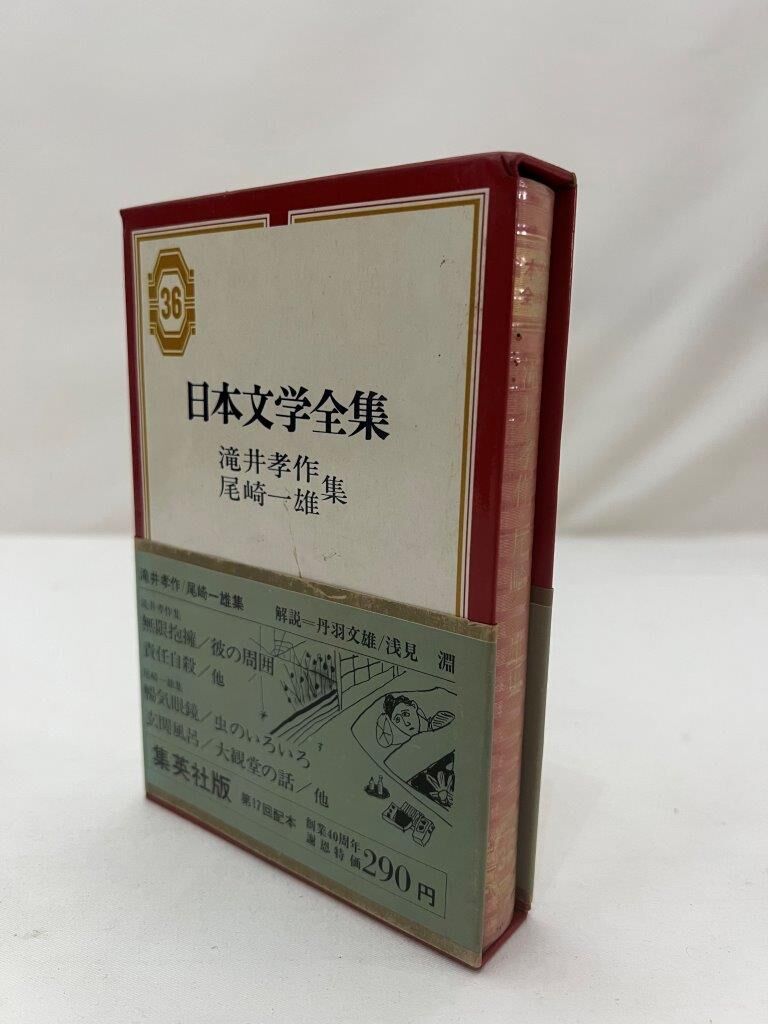 36
日本文学全集
滝井孝作
尾崎一雄 集
滝井孝作/尾崎一雄集
解説=丹羽文雄/浅見 淵
滝井孝作集
無限抱擁/彼の周囲
責任自殺/他
尾崎一雄集
暢気眼鏡/虫のいろいろ
玄関風呂/大観堂の話/他
集英社版
第17回配本
創業40周年
謝恩特価
290円